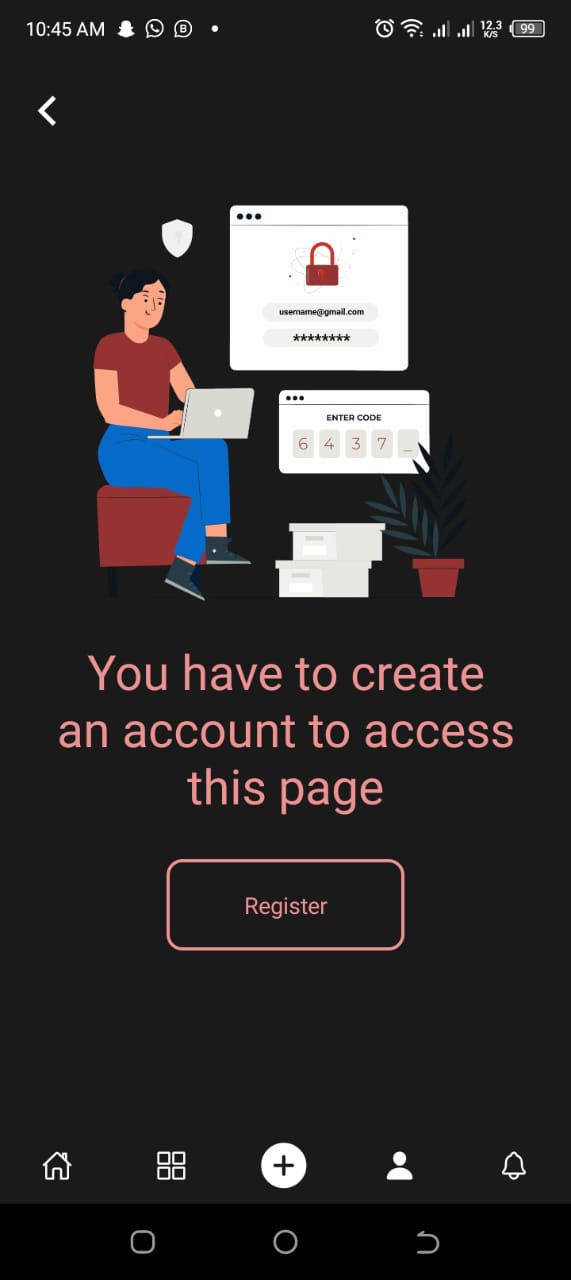 10:45 AM
12.3
K/S
99
username@gmail.com
********
ENTER CODE
6 4 3 7 _
You have to create
an account to access
this page
Register